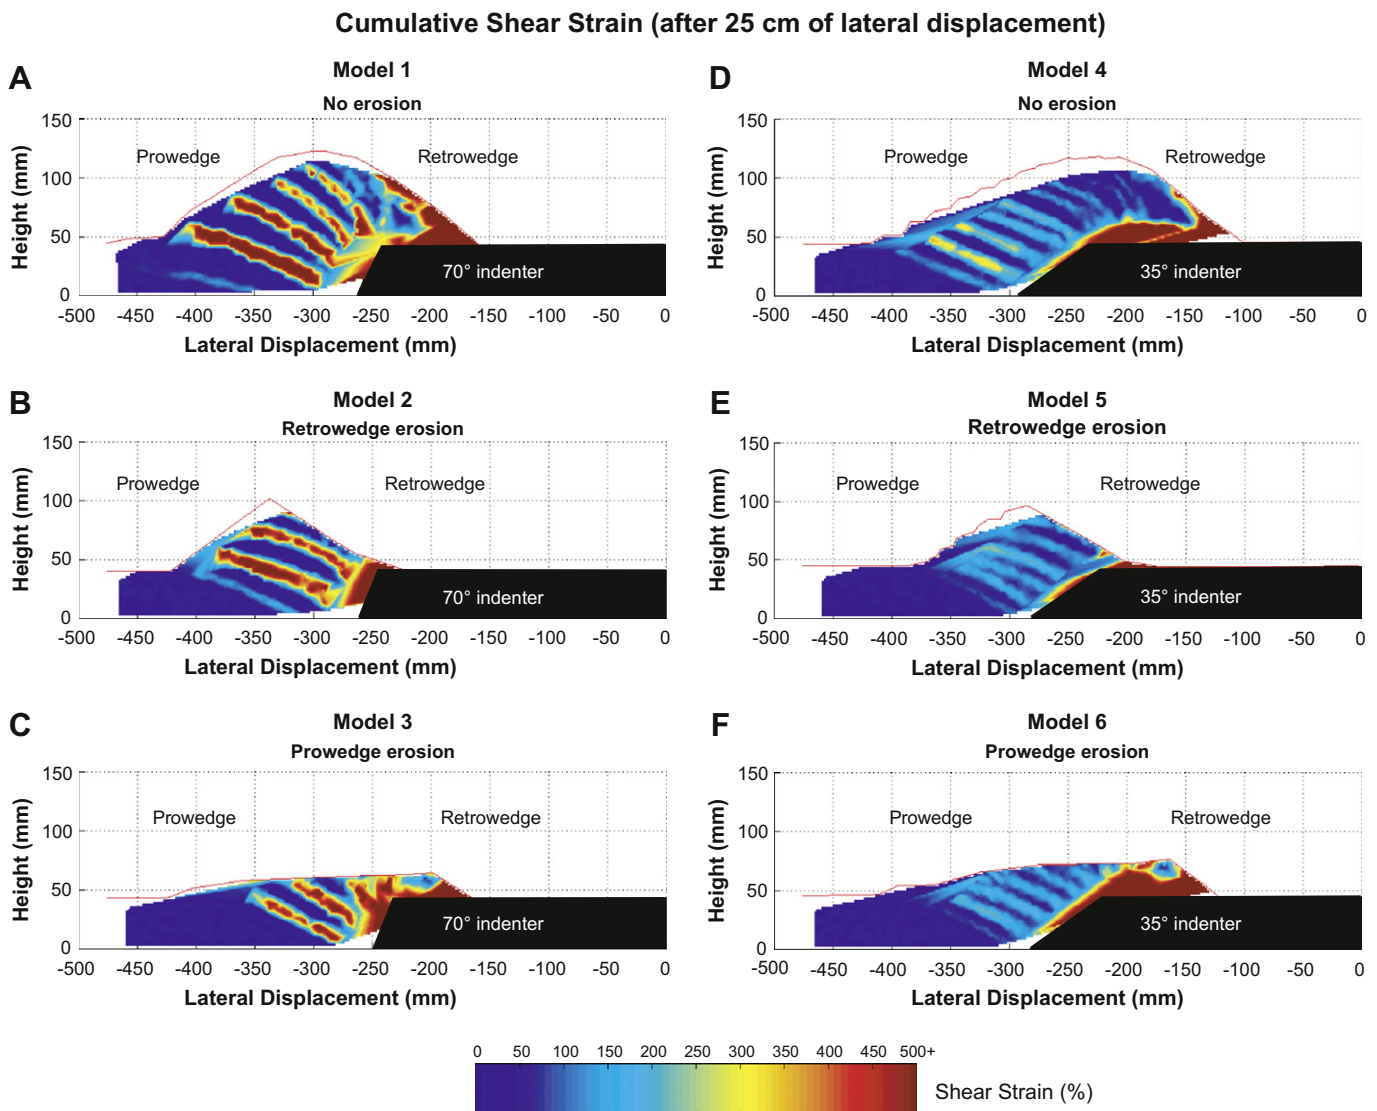 Cumulative Shear Strain (after 25 cm of lateral displacement)
A
Model 1
No erosion
Height (mm)
150
100
50
0
Prowedge
Retrowedge
70° indenter
-500 -450 -400 -350 -300 -250 -200 -150 -100 -50 0
Lateral Displacement (mm)
D
Model 4
No erosion
Height (mm)
150
100
50
0
Prowedge
Retrowedge
35° indenter
-500 -450 -400 -350 -300 -250 -200 -150 -100 -50 0
Lateral Displacement (mm)
B
Model 2
Retrowedge erosion
Height (mm)
150
100
50
0
Prowedge
Retrowedge
70° indenter
-500 -450 -400 -350 -300 -250 -200 -150 -100 -50 0
Lateral Displacement (mm)
E
Model 5
Retrowedge erosion
Height (mm)
150
100
50
0
Prowedge
Retrowedge
35° indenter
-500 -450 -400 -350 -300 -250 -200 -150 -100 -50 0
Lateral Displacement (mm)
C
Model 3
Prowedge erosion
Height (mm)
150
100
50
0
Prowedge
Retrowedge
70° indenter
-500 -450 -400 -350 -300 -250 -200 -150 -100 -50 0
Lateral Displacement (mm)
F
Model 6
Prowedge erosion
Height (mm)
150
100
50
0
Prowedge
Retrowedge
35° indenter
-500 -450 -400 -350 -300 -250 -200 -150 -100 -50 0
Lateral Displacement (mm)
0 50 100 150 200 250 300 350 400 450 500+
Shear Strain (%)